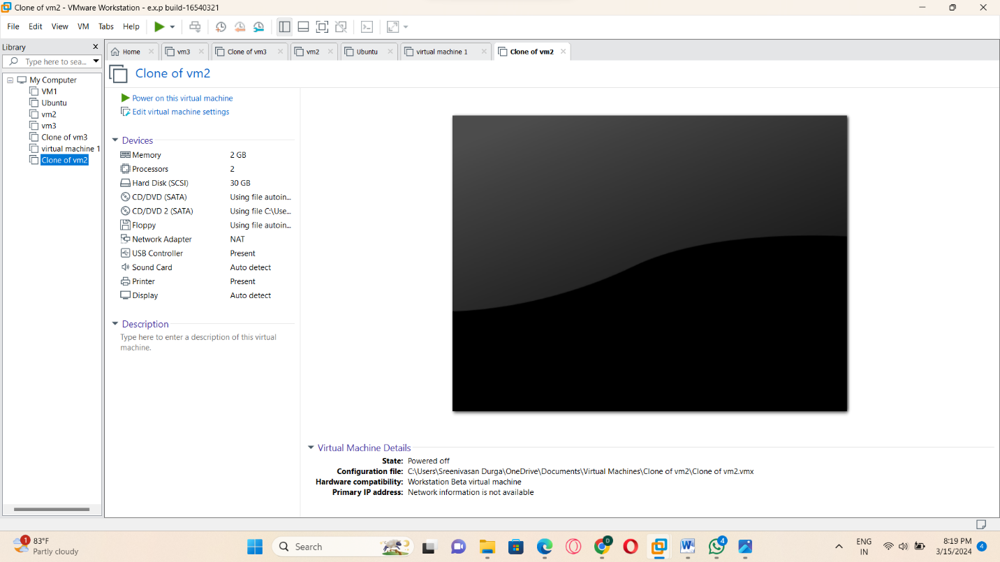 Clone of vm2 - VMware Workstation - e.x.p build-16540321
File Edit View VM Tabs Help
Library
Type here to sea...
My Computer
VM1
Ubuntu
vm2
vm3
Clone of vm3
virtual machine 1
Clone of vm2
Home vm3 Clone of vm3 vm2 Ubuntu virtual machine 1 Clone of vm2
Clone of vm2
Power on this virtual machine
Edit virtual machine settings
Devices
Memory 2 GB
Processors 2
Hard Disk (SCSI) 30 GB
CD/DVD (SATA) Using file autoin...
CD/DVD 2 (SATA) Using file C:\Use...
Floppy Using file autoin...
Network Adapter NAT
USB Controller Present
Sound Card Auto detect
Printer Present
Display Auto detect
Description
Type here to enter a description of this virtual
machine.
Virtual Machine Details
State: Powered off
Configuration file: C:\Users\Sreenivasan Durga\OneDrive\Documents\Virtual Machines\Clone of vm2\Clone of vm2.vmx
Hardware compatibility: Workstation Beta virtual machine
Primary IP address: Network information is not available
1
83°F
Partly cloudy
Search
D
W
4
ENG
IN
8:19 PM
3/15/2024
4